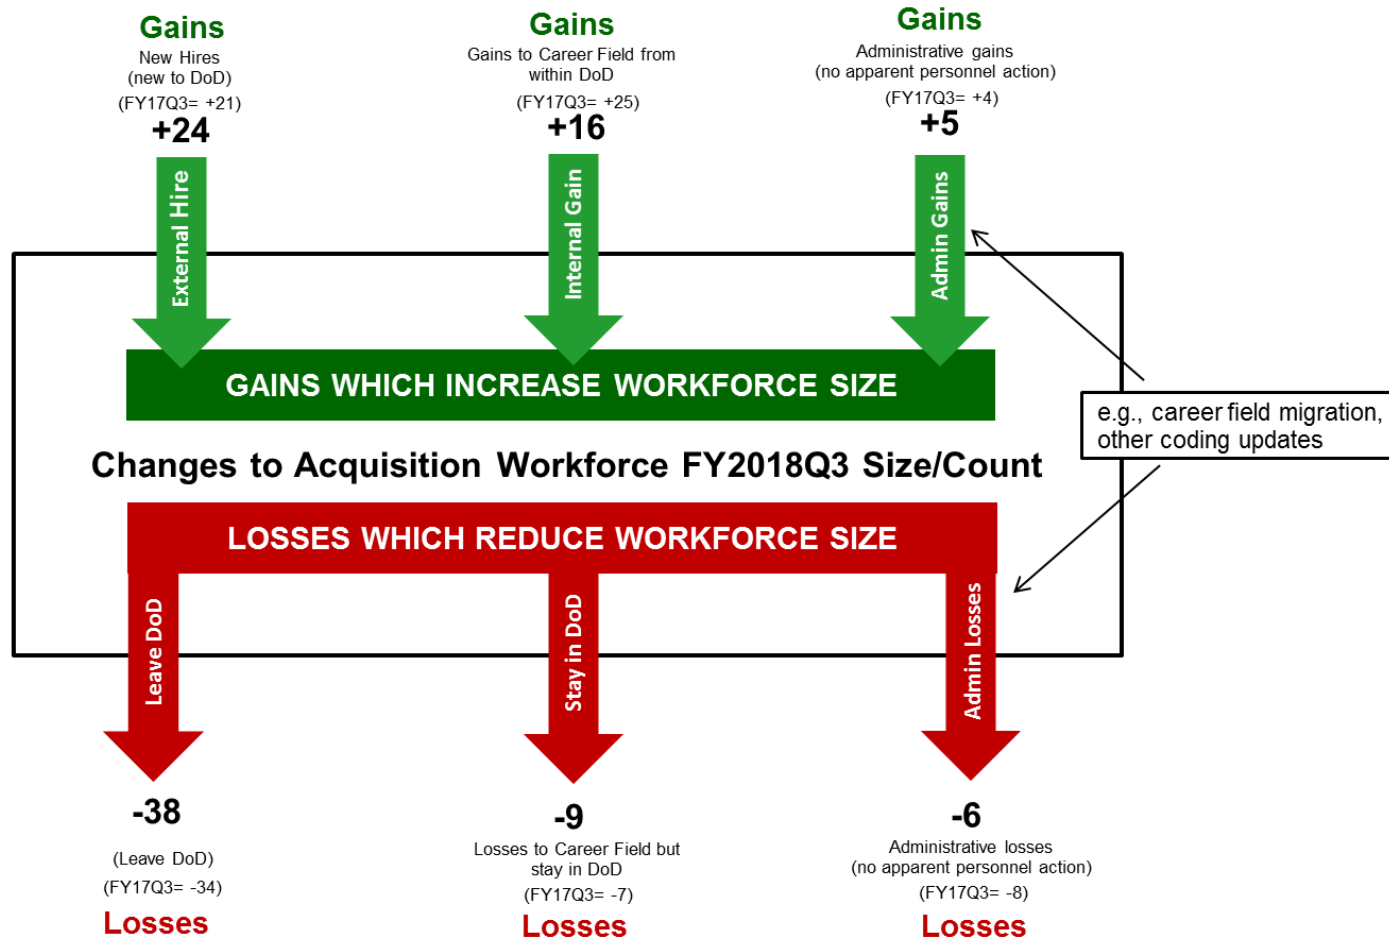 Gains
New Hires
(new to DoD)
(FY17Q3= +21)
+24
Gains
Gains to Career Field from
within DoD
(FY17Q3= +25)
+16
Gains
Administrative gains
(no apparent personnel action)
(FY17Q3= +4)
+5
External Hire
Internal Gain
Admin Gains
GAINS WHICH INCREASE WORKFORCE SIZE
e.g., career field migration,
other coding updates
Changes to Acquisition Workforce FY2018Q3 Size/Count
LOSSES WHICH REDUCE WORKFORCE SIZE
Leave DoD
Stay in DoD
Admin Losses
-38
(Leave DoD)
(FY17Q3= -34)
Losses
-9
Losses to Career Field but
stay in DoD
(FY17Q3= -7)
Losses
-6
Administrative losses
(no apparent personnel action)
(FY17Q3= -8)
Losses